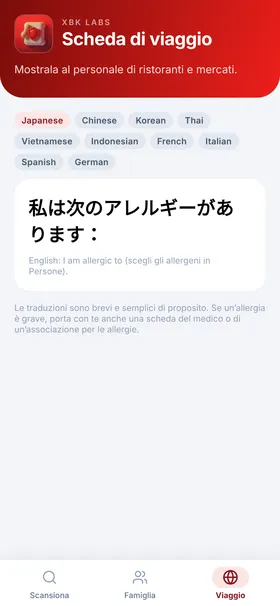 XBK LABS
Scheda di viaggio
Mostrala al personale di ristoranti e mercati.
Japanese Chinese Korean Thai
Vietnamese Indonesian French Italian
Spanish German
私は次のアレルギーがあ
ります：
English: I am allergic to (scegli gli allergeni in
Persone).
Le traduzioni sono brevi e semplici di proposito. Se un'allergia
è grave, porta con te anche una scheda del medico o di
un'associazione per le allergie.
Scansiona Famiglia Viaggio